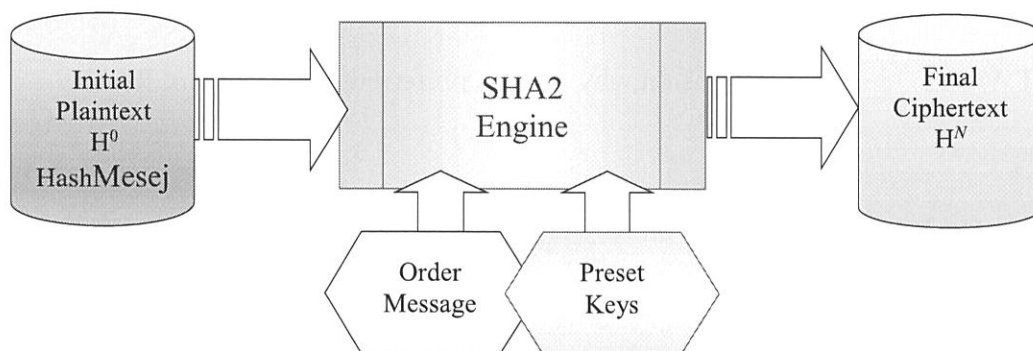 Initial
Plaintext
H⁰
HashMesej
SHA2
Engine
Final
Ciphertext
Hᴺ
Order
Message
Preset
Keys